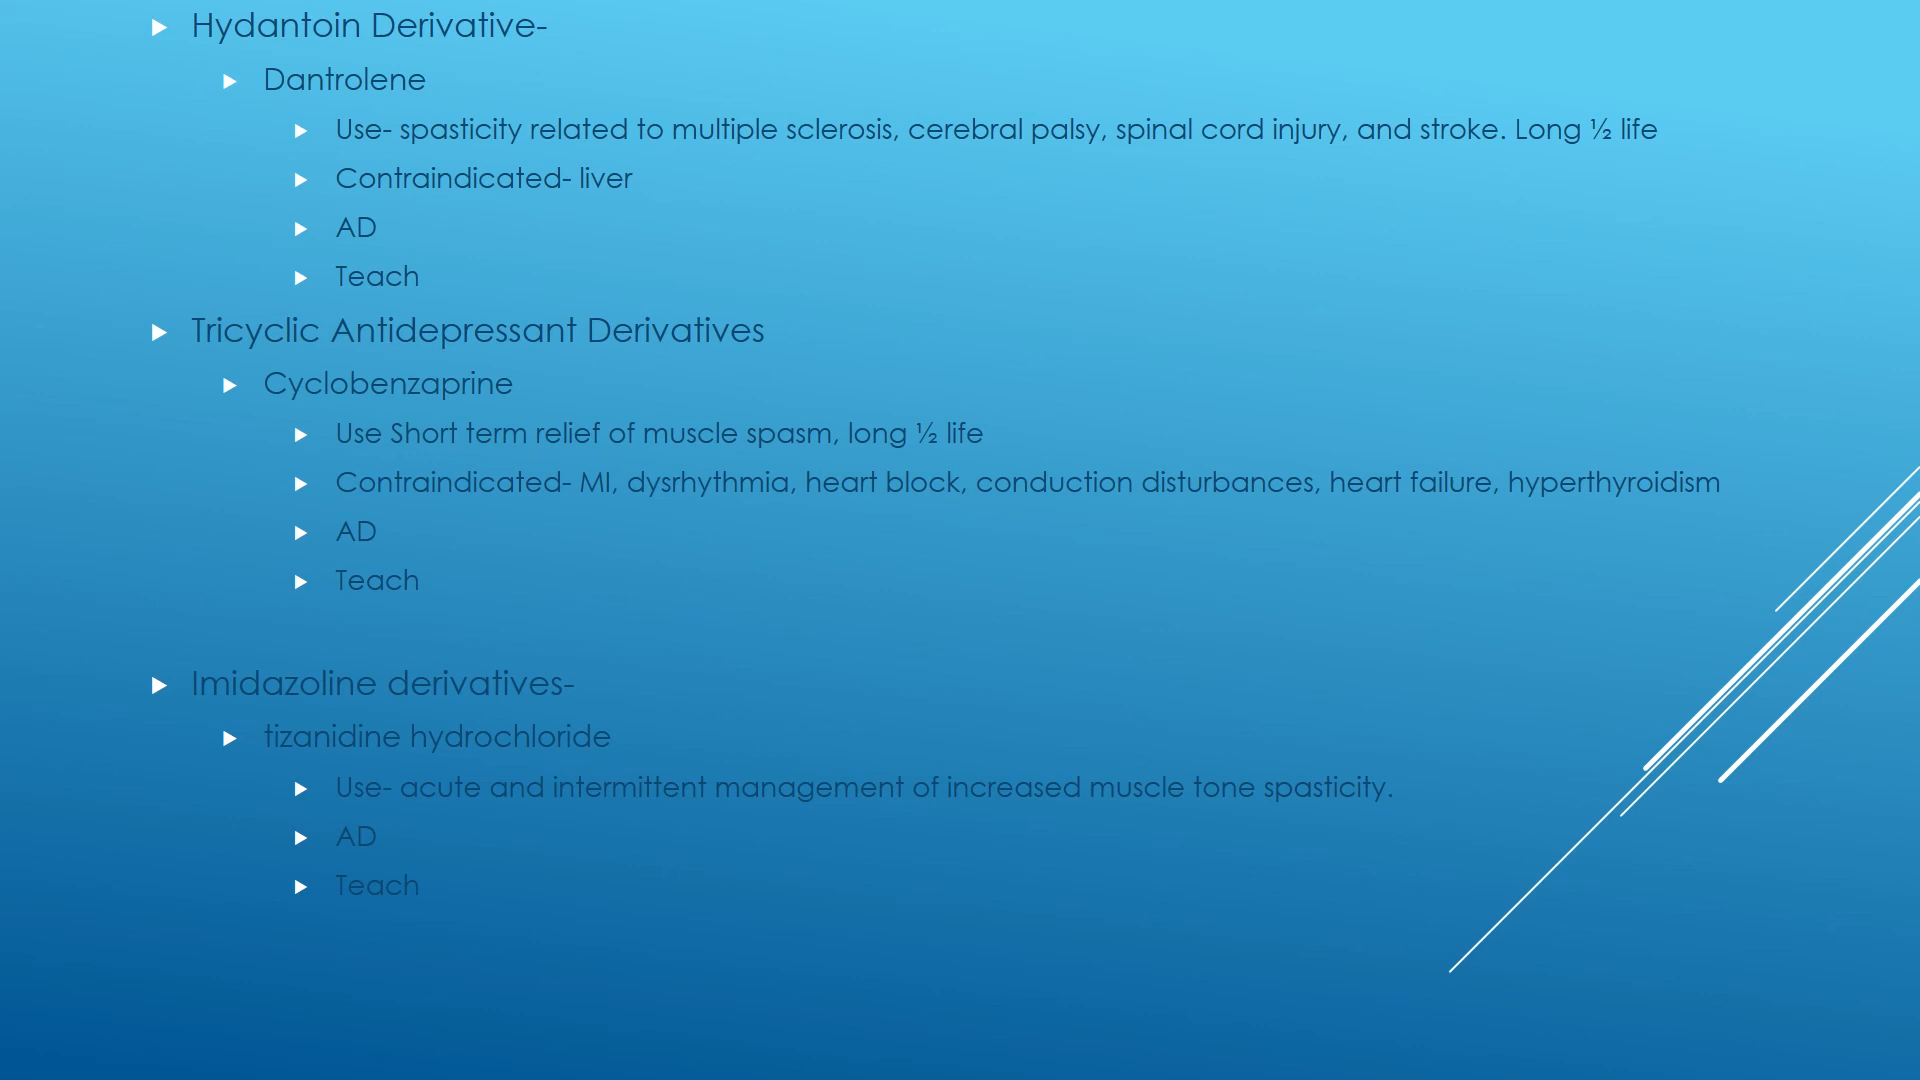 Hydantoin Derivative-
Dantrolene
Use- spasticity related to multiple sclerosis, cerebral palsy, spinal cord injury, and stroke. Long ½ life
Contraindicated- liver
AD
Teach
Tricyclic Antidepressant Derivatives
Cyclobenzaprine
Use Short term relief of muscle spasm, long ½ life
Contraindicated- MI, dysrhythmia, heart block, conduction disturbances, heart failure, hyperthyroidism
AD
Teach
Imidazoline derivatives-
tizanidine hydrochloride
Use- acute and intermittent management of increased muscle tone spasticity.
AD
Teach